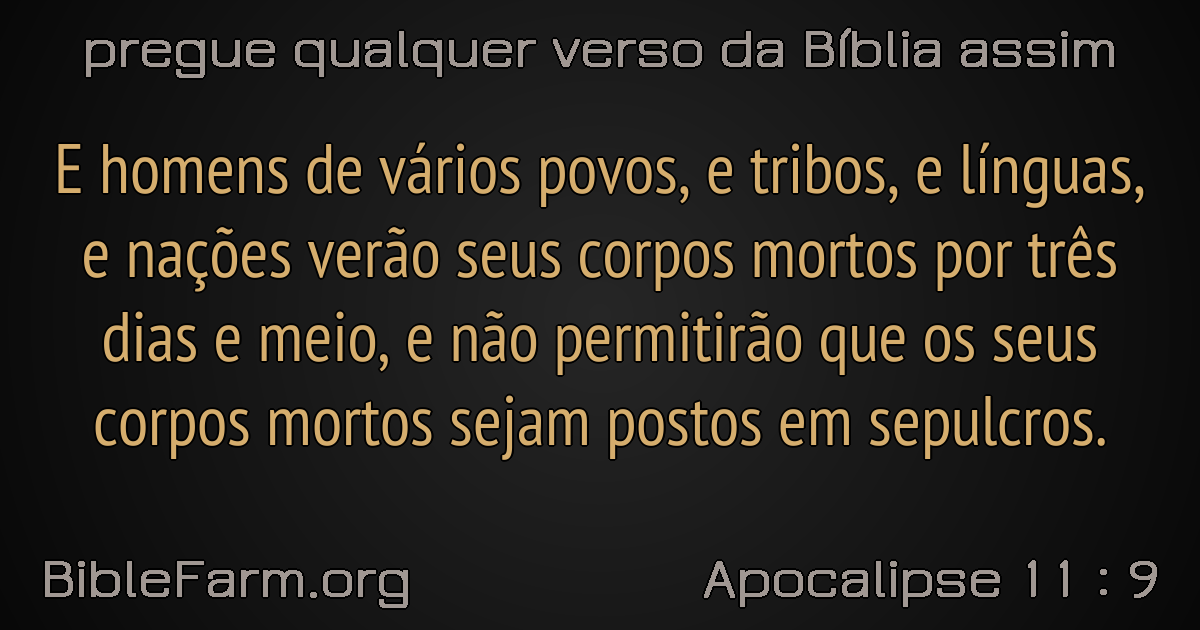 pregue qualquer verso da Bíblia assim
E homens de vários povos, e tribos, e línguas,
e nações verão seus corpos mortos por três
dias e meio, e não permitirão que os seus
corpos mortos sejam postos em sepulcros.
BibleFarm.org
Apocalipse 11 : 9